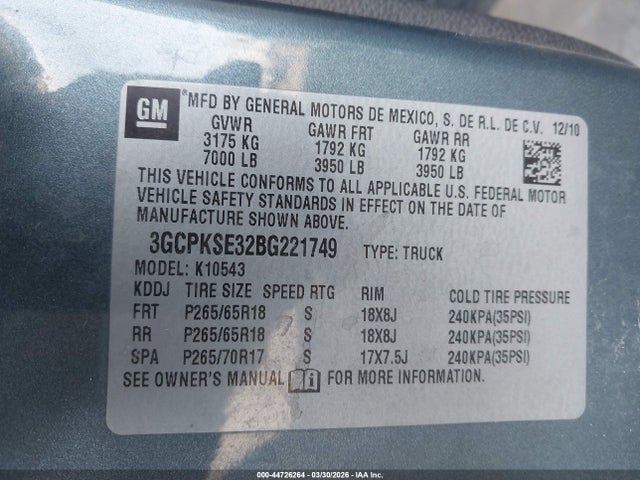 GM *MFD BY GENERAL MOTORS DE MEXICO, S. DE R.L. DE C.V. 12/10
GVWR GAWR FRT GAWR RR
3175 KG 1792 KG 1792 KG
7000 LB 3950 LB 3950 LB
THIS VEHICLE CONFORMS TO ALL APPLICABLE U.S. FEDERAL MOTOR
VEHICLE SAFETY STANDARDS IN EFFECT ON THE DATE OF
MANUFACTURE SHOWN ABOVE.
3GCPKSE32BG221749 TYPE: TRUCK
MODEL: K10543
KDDJ TIRE SIZE SPEED RTG RIM COLD TIRE PRESSURE
FRT P265/65R18 S 18X8J 240KPA(35PSI)
RR P265/65R18 S 18X8J 240KPA(35PSI)
SPA P265/70R17 S 17X7.5J 240KPA(35PSI)
SEE OWNER'S MANUAL i FOR MORE INFORMATION.
000-44726264 - 03/30/2026 - IAA Inc.